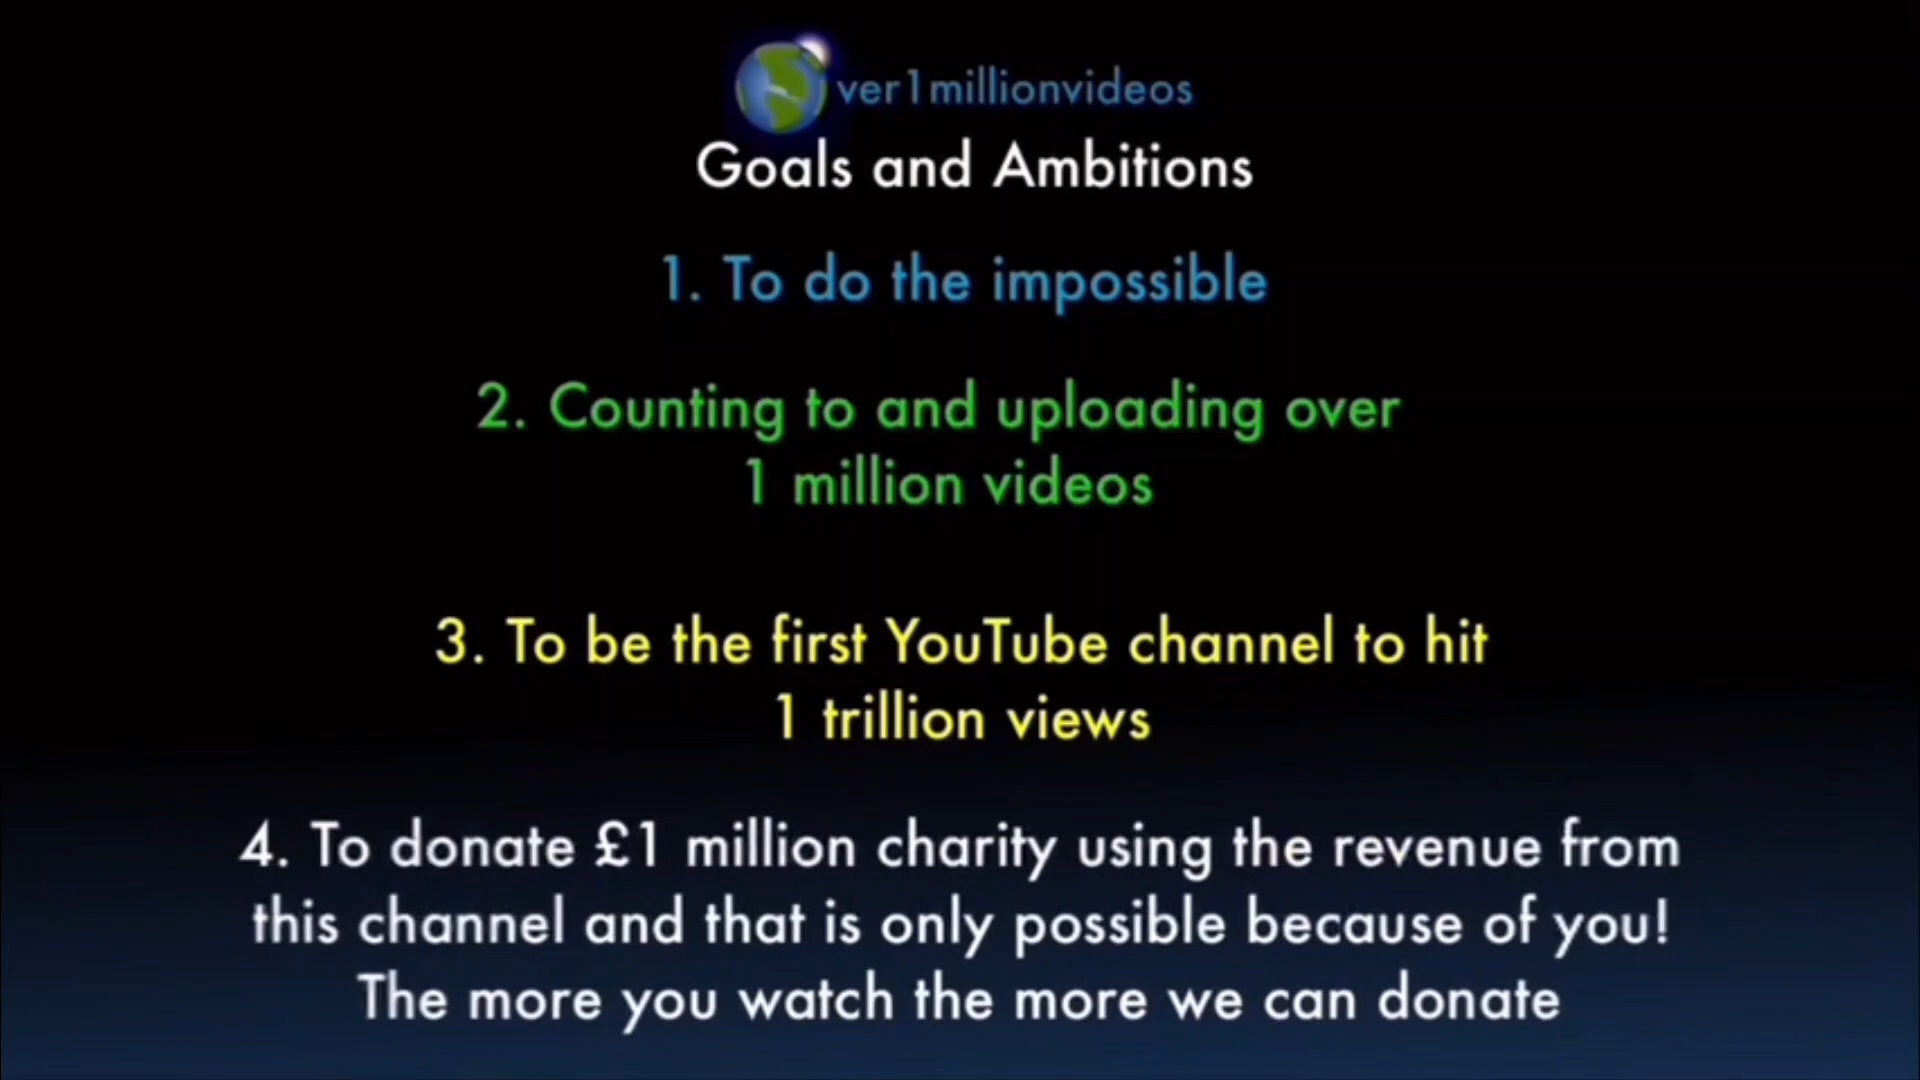 ver1millionvideos
Goals and Ambitions
1. To do the impossible
2. Counting to and uploading over
1 million videos
3. To be the first YouTube channel to hit
1 trillion views
4. To donate £1 million charity using the revenue from
this channel and that is only possible because of you!
The more you watch the more we can donate